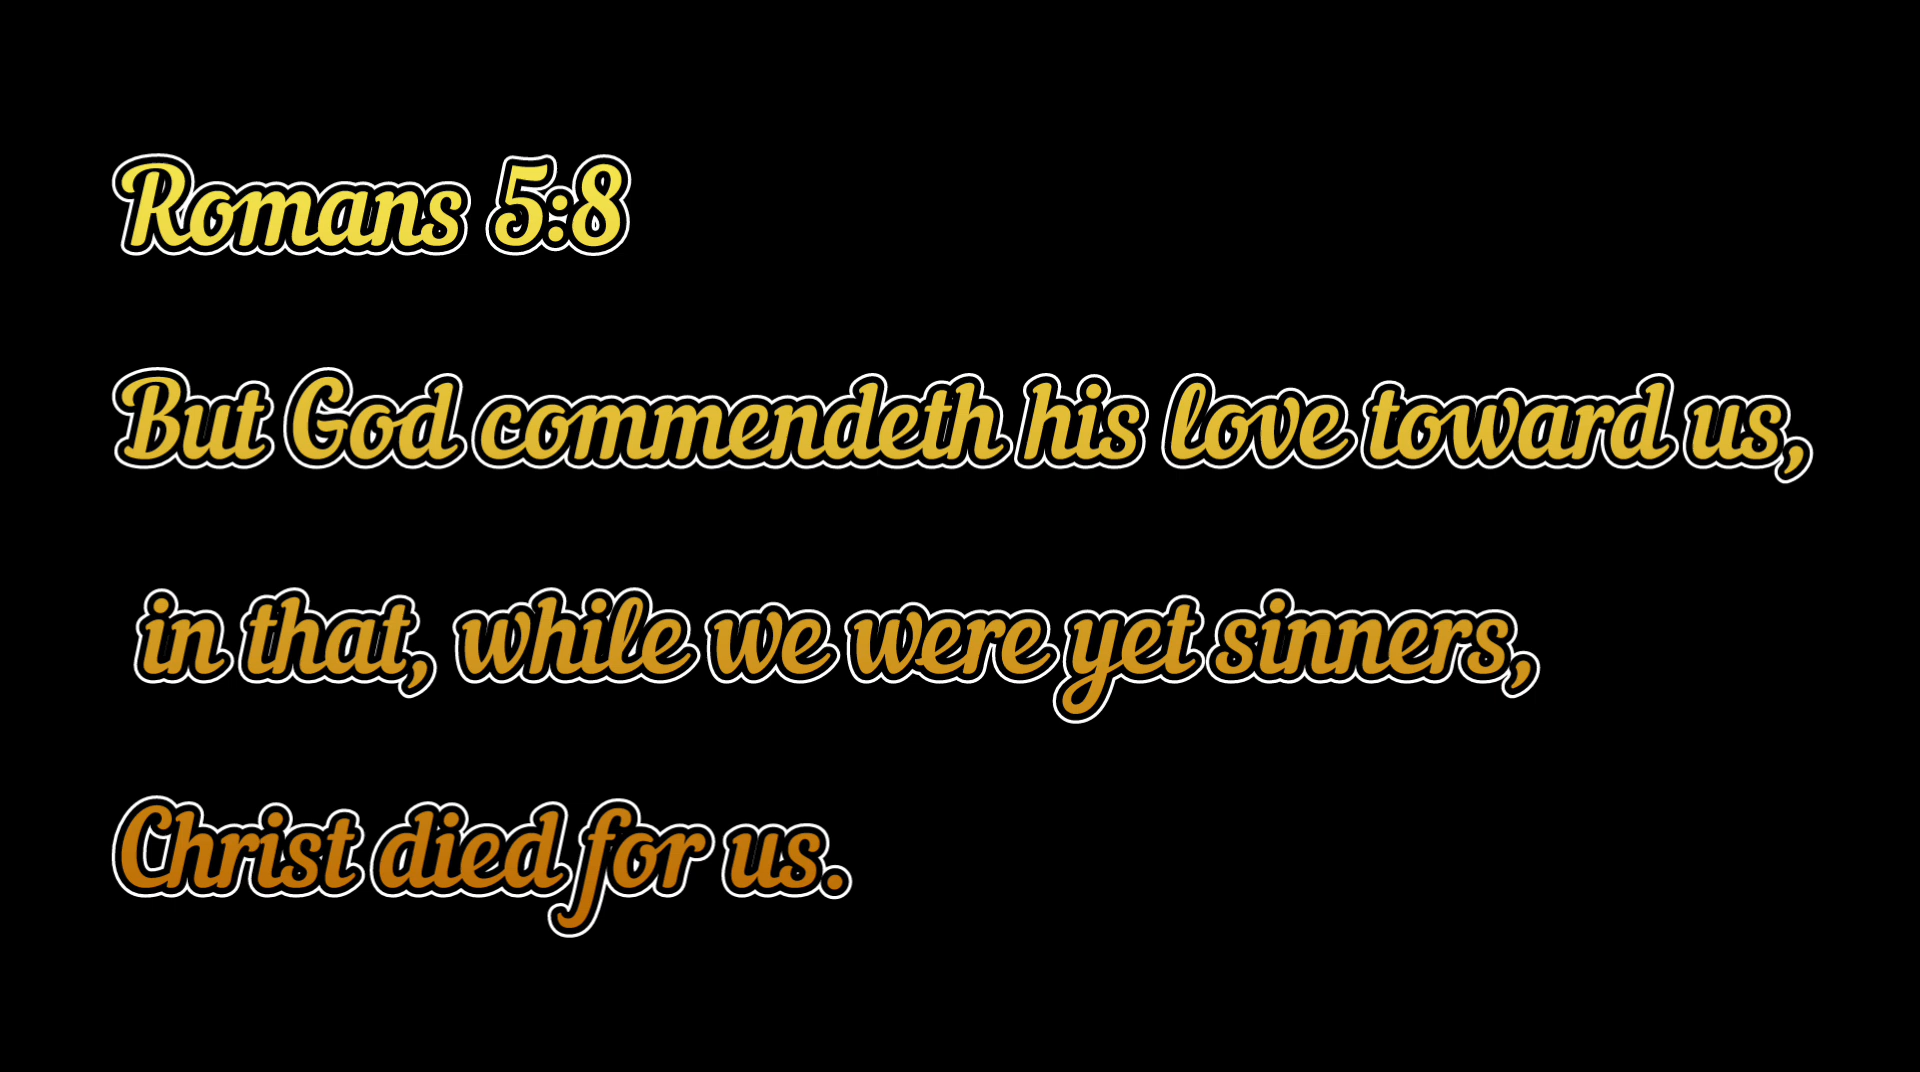 Romans 5:8
But God commendeth his love toward us,
in that, while we were yet sinners,
Christ died for us.